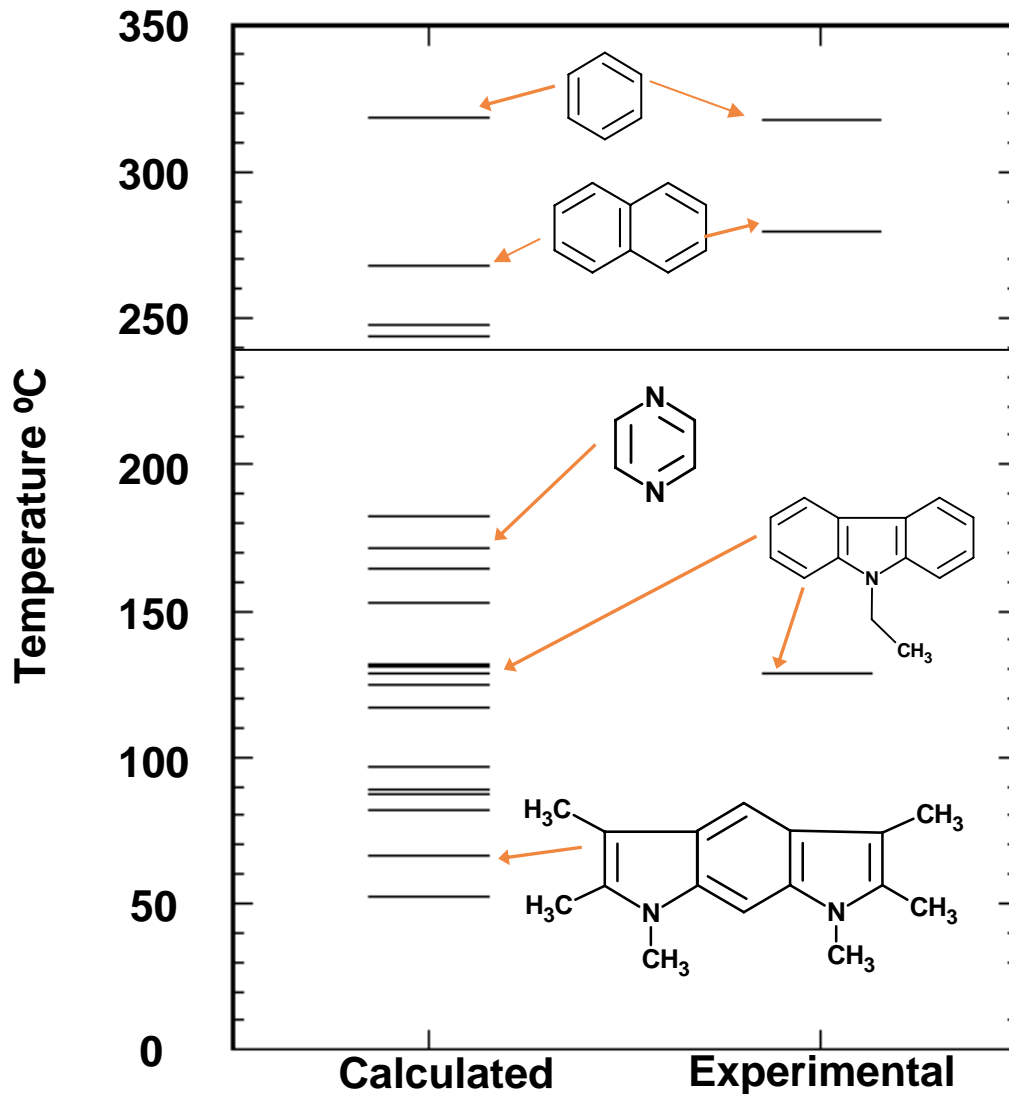 350
300
250
200
150
100
50
0
Temperature ºC
N
N
N
CH₃
H₃C
CH₃
H₃C
N
N
CH₃
CH₃
CH₃
Calculated
Experimental